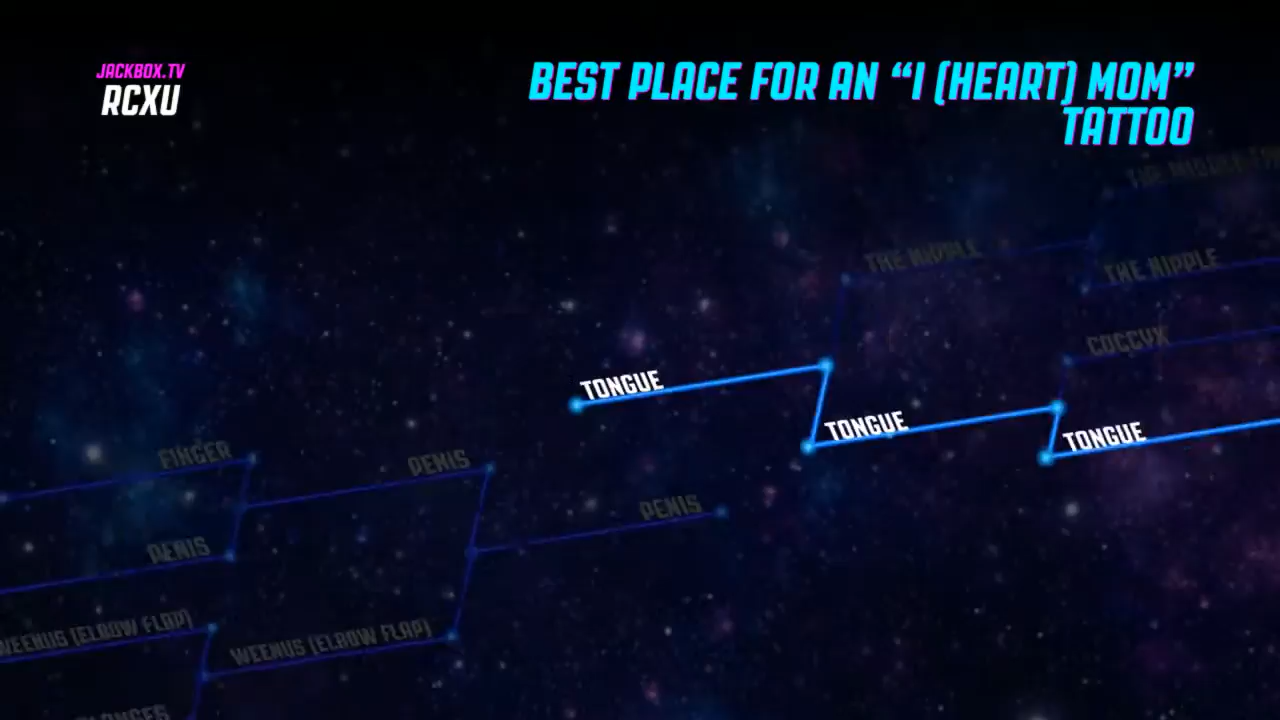 JACKBOX.TV
RCXU
BEST PLACE FOR AN “I (HEART) MOM”
TATTOO
THE NIPPLE
THE NIPPLE
COCCYX
TONGUE
TONGUE
TONGUE
FINGER
PENIS
PENIS
PENIS
WEENUS (ELBOW FLAP)
WEENUS (ELBOW FLAP)